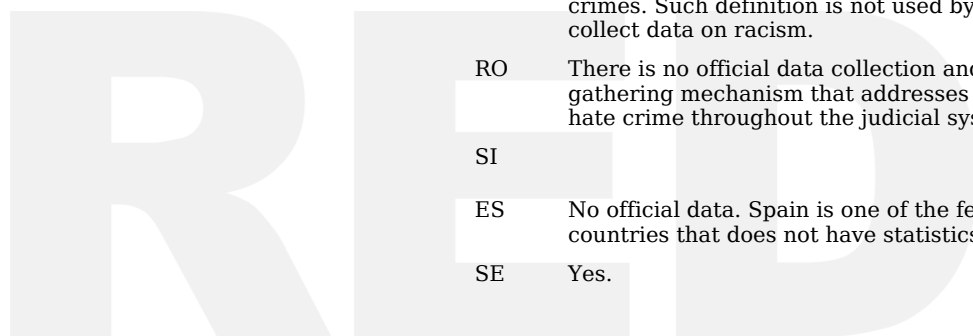 crimes. Such definition is not used by
collect data on racism.
RO There is no official data collection and
gathering mechanism that addresses
hate crime throughout the judicial sys
SI
ES No official data. Spain is one of the fe
countries that does not have statistics
SE Yes.
RED